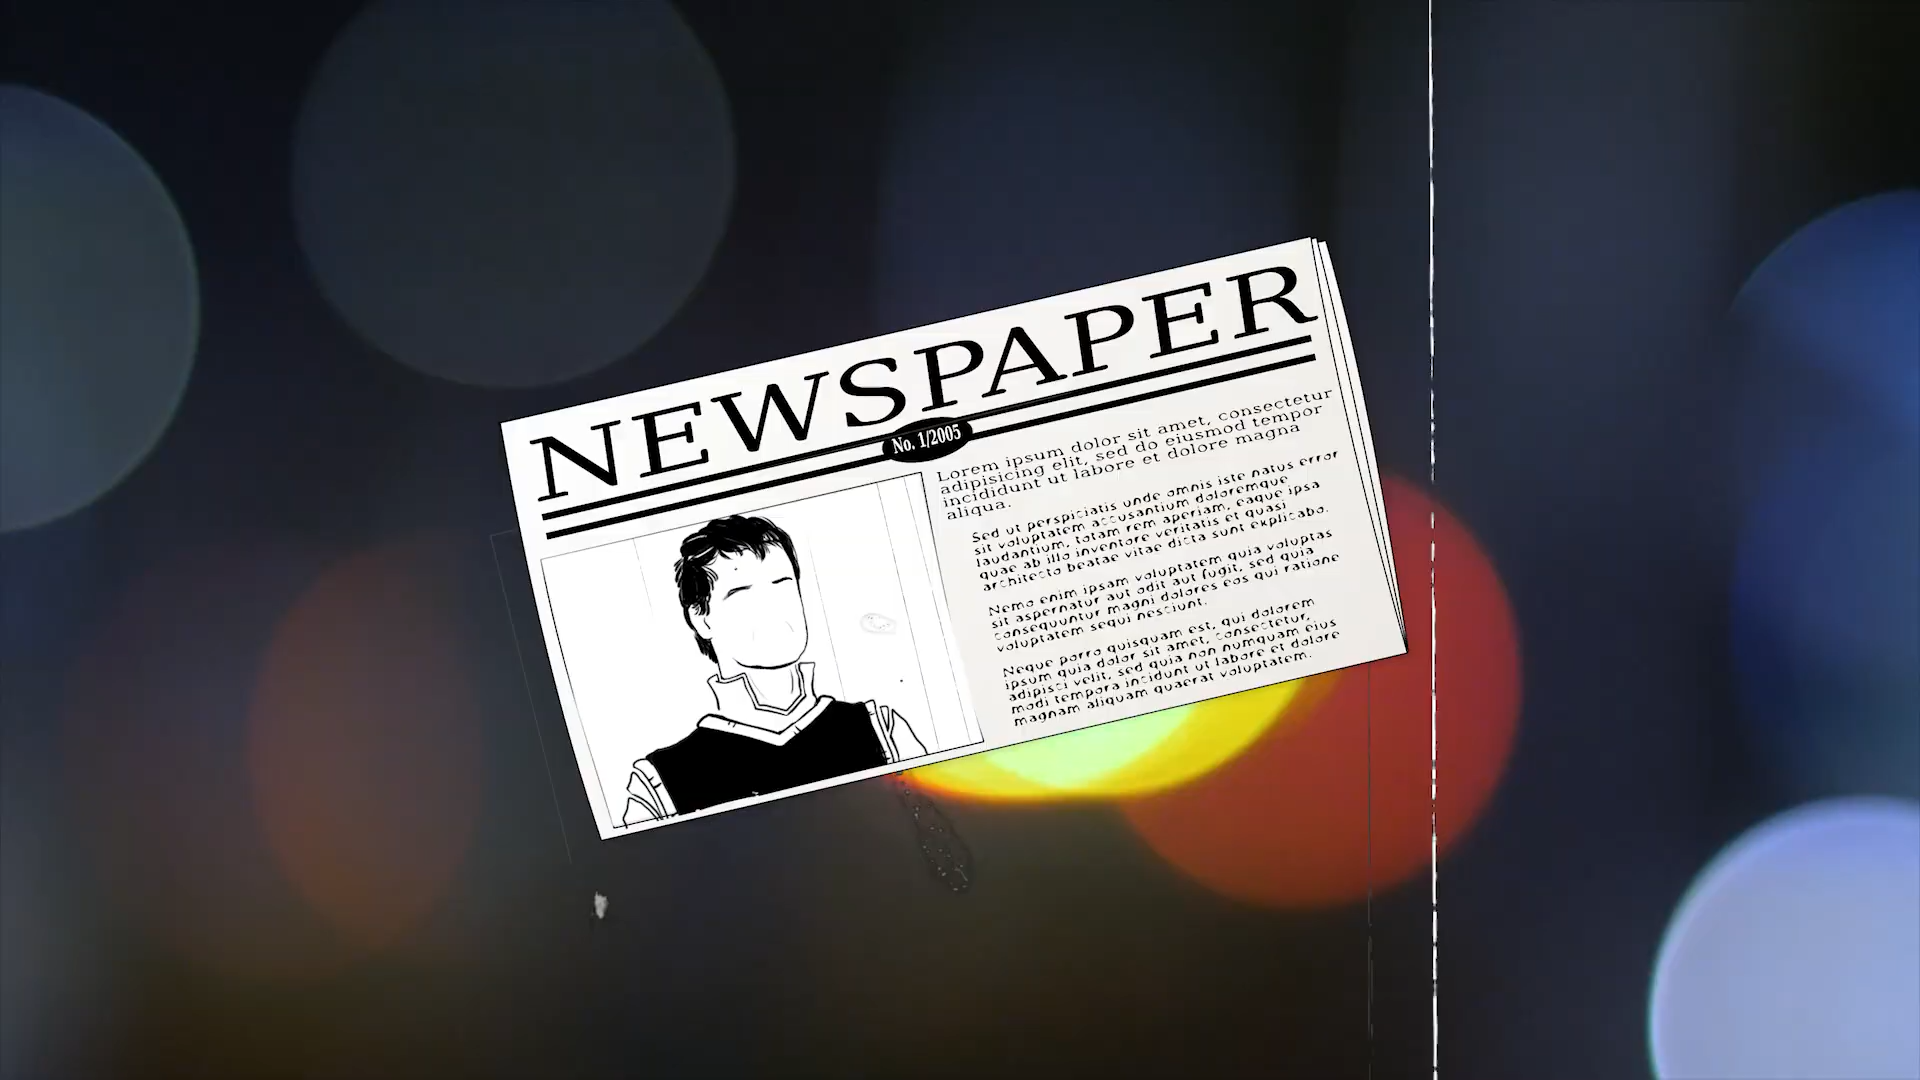 NEWSPAPER
No. 1/2005
Lorem ipsum dolor sit amet, consectetur
adipisicing elit, sed do eiusmod tempor
incididunt ut labore et dolore magna
aliqua.
Sed ut perspiciatis unde omnis iste natus error
sit voluptatem accusantium doloremque
laudantium, totam rem aperiam, eaque ipsa
quae ab illo inventore veritatis et quasi
architecto beatae vitae dicta sunt explicabo.
Nemo enim ipsam voluptatem quia voluptas
sit aspernatur aut odit aut fugit, sed quia
consequuntur magni dolores eos qui ratione
voluptatem sequi nesciunt.
Neque porro quisquam est, qui dolorem
ipsum quia dolor sit amet, consectetur,
adipisci velit, sed quia non numquam eius
modi tempora incidunt ut labore et dolore
magnam aliquam quaerat voluptatem.